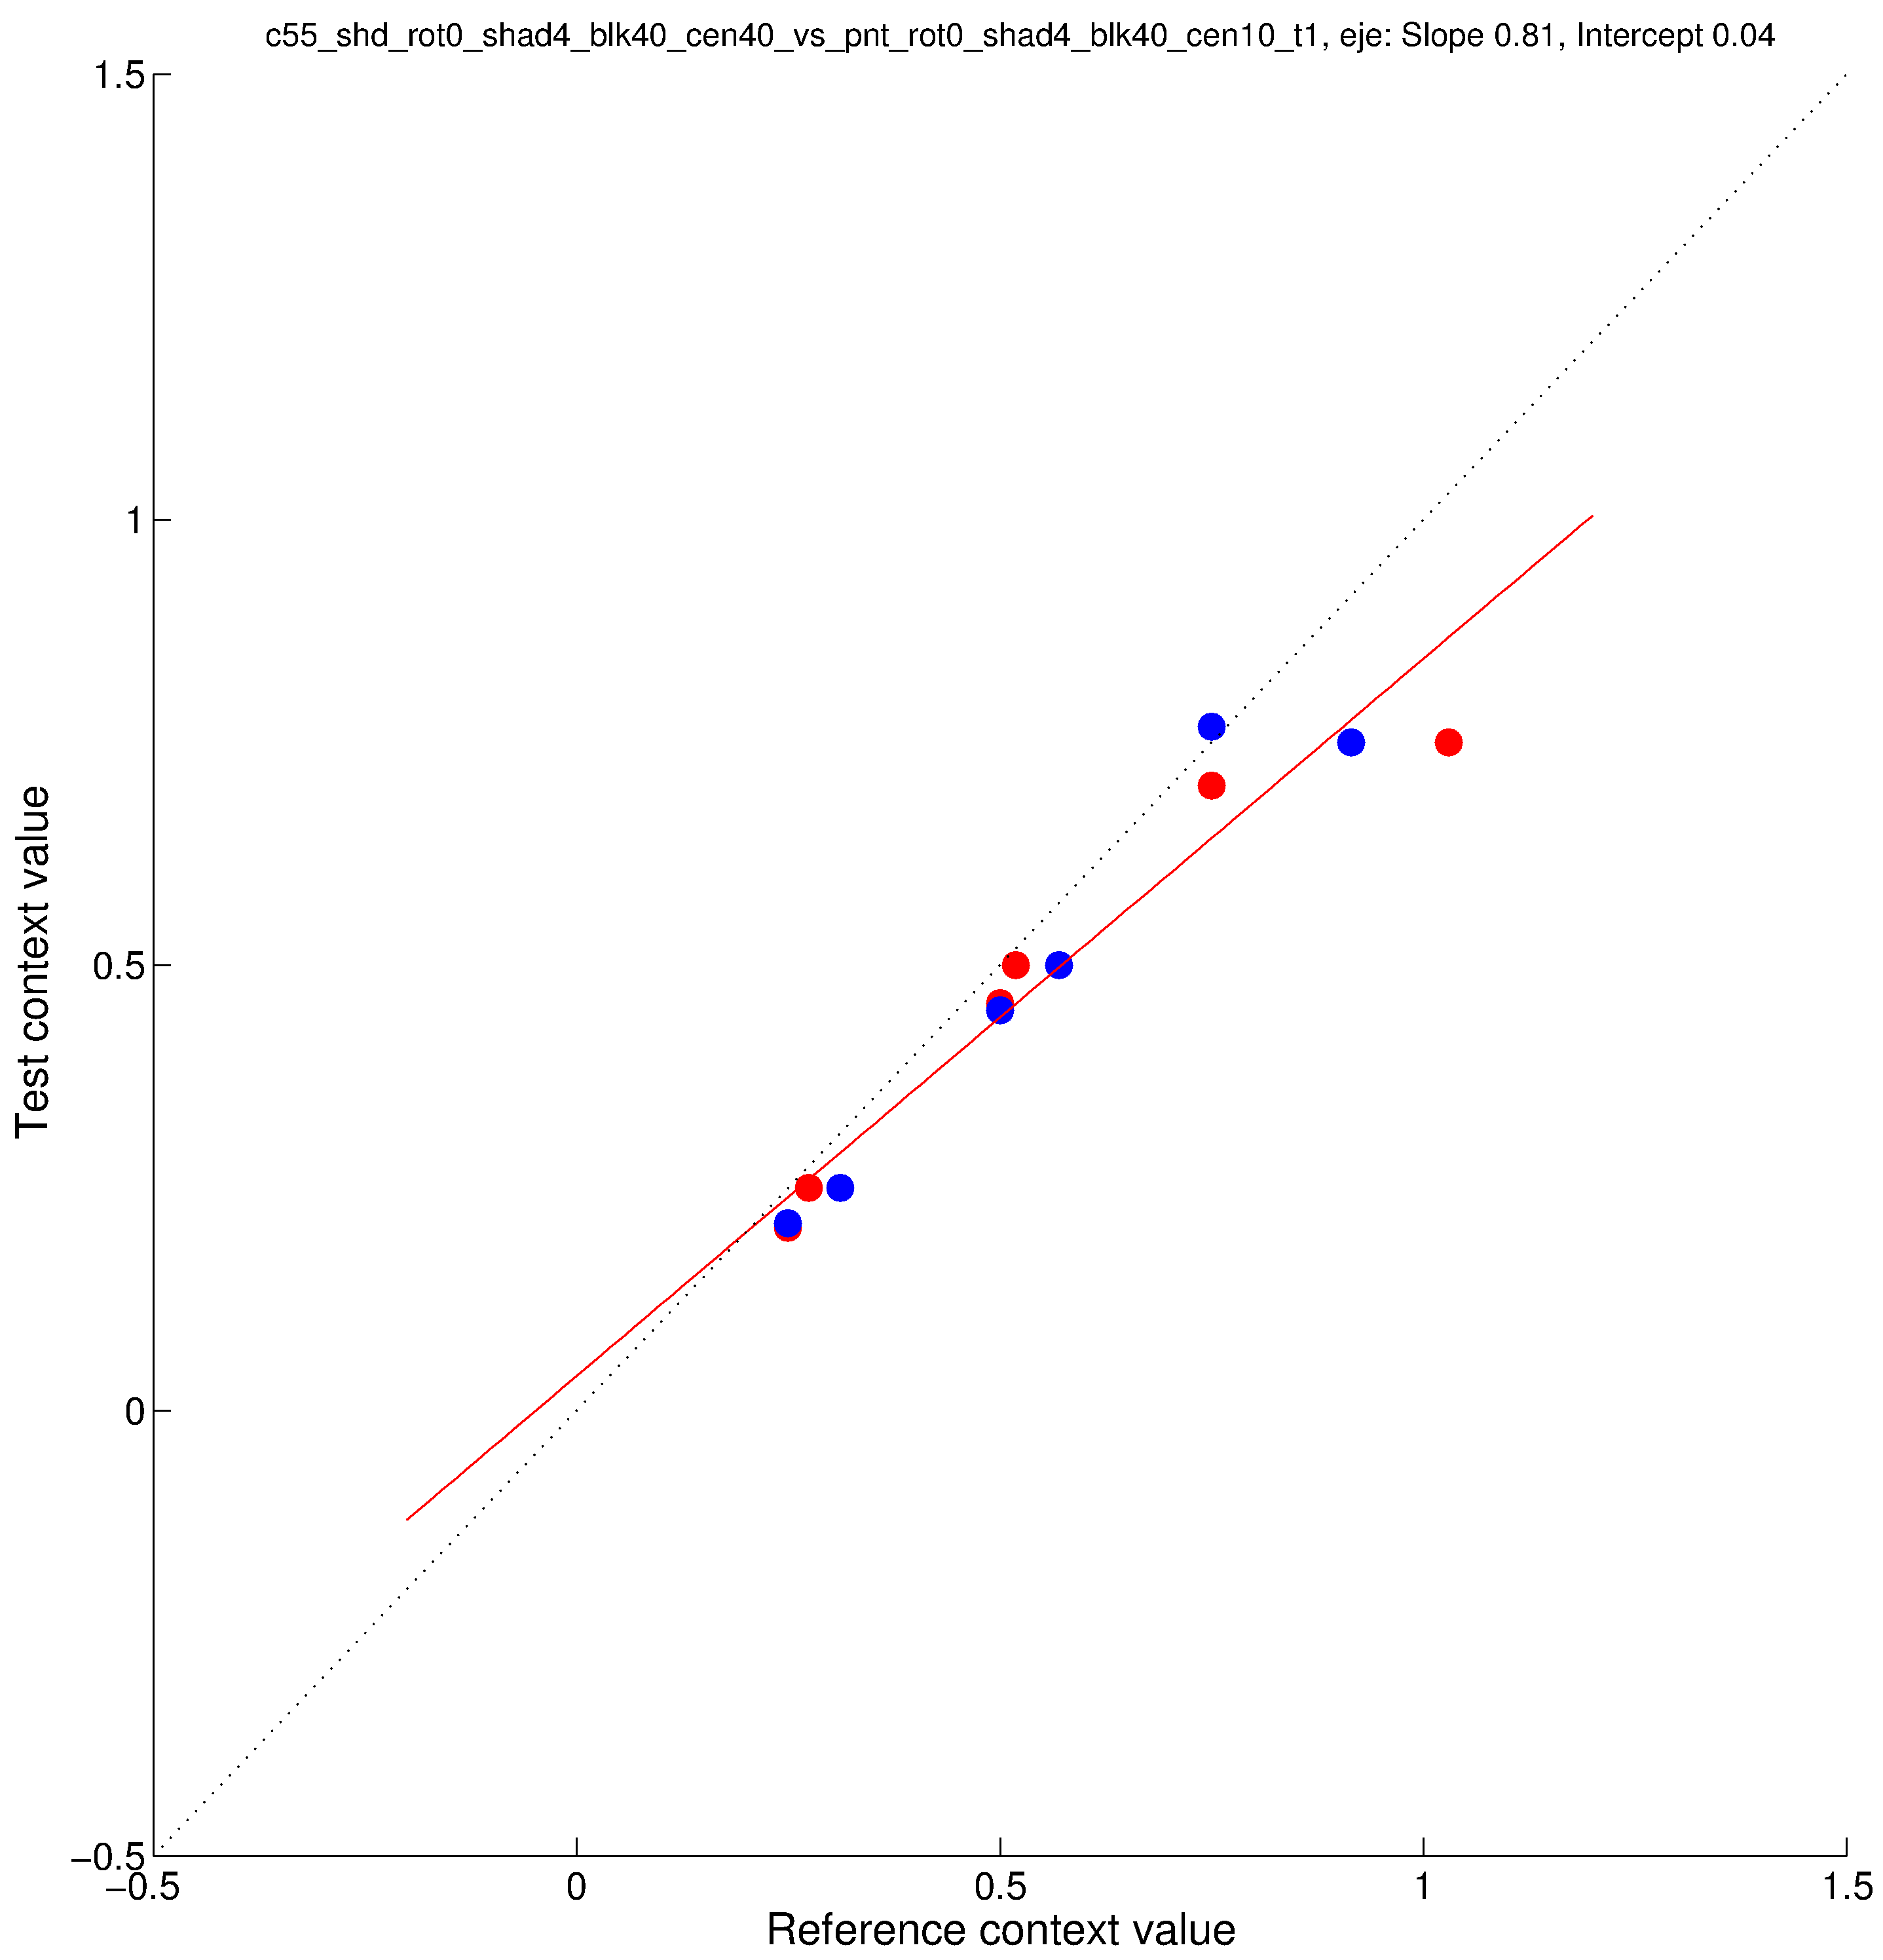 c55_shd_rot0_shad4_blk40_cen40_vs_pnt_rot0_shad4_blk40_cen10_t1, eje: Slope 0.81, Intercept 0.04
1.5
1
0.5
0
−0.5
−0.5 0 0.5 1 1.5
Test context value
Reference context value